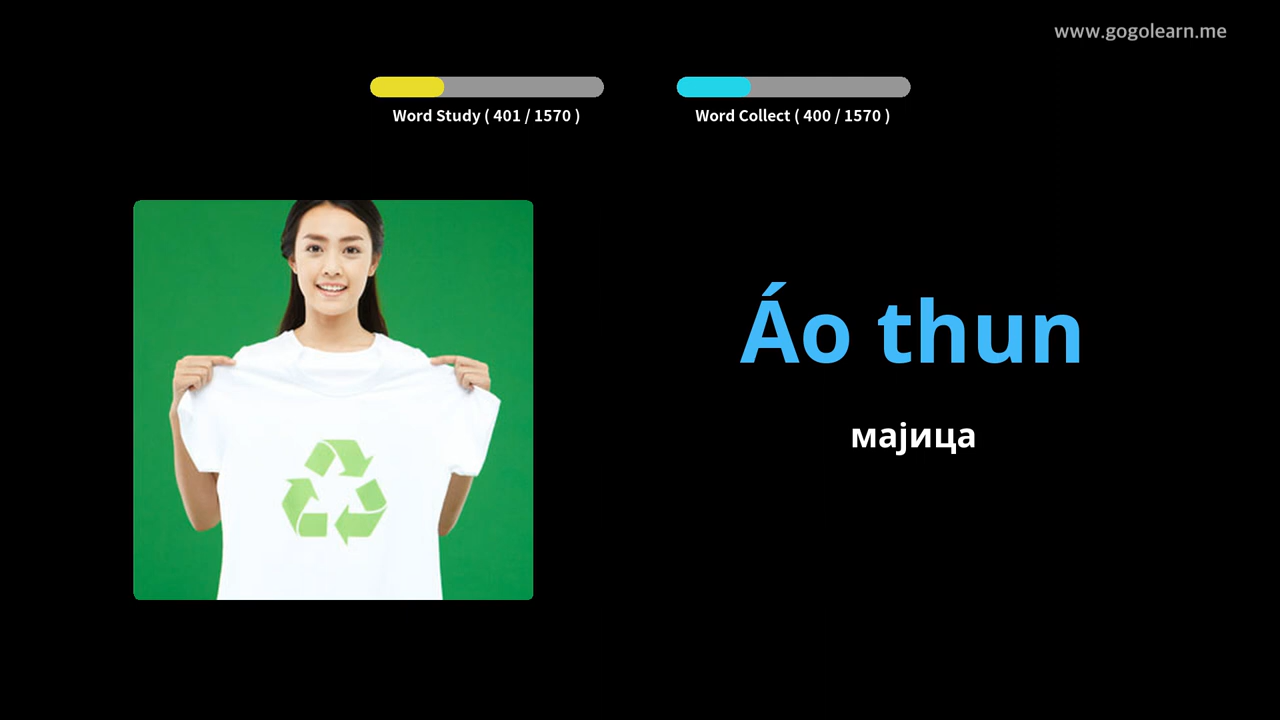 www.gogolearn.me
Word Study ( 401 / 1570 )
Word Collect ( 400 / 1570 )
Áo thun
мајица